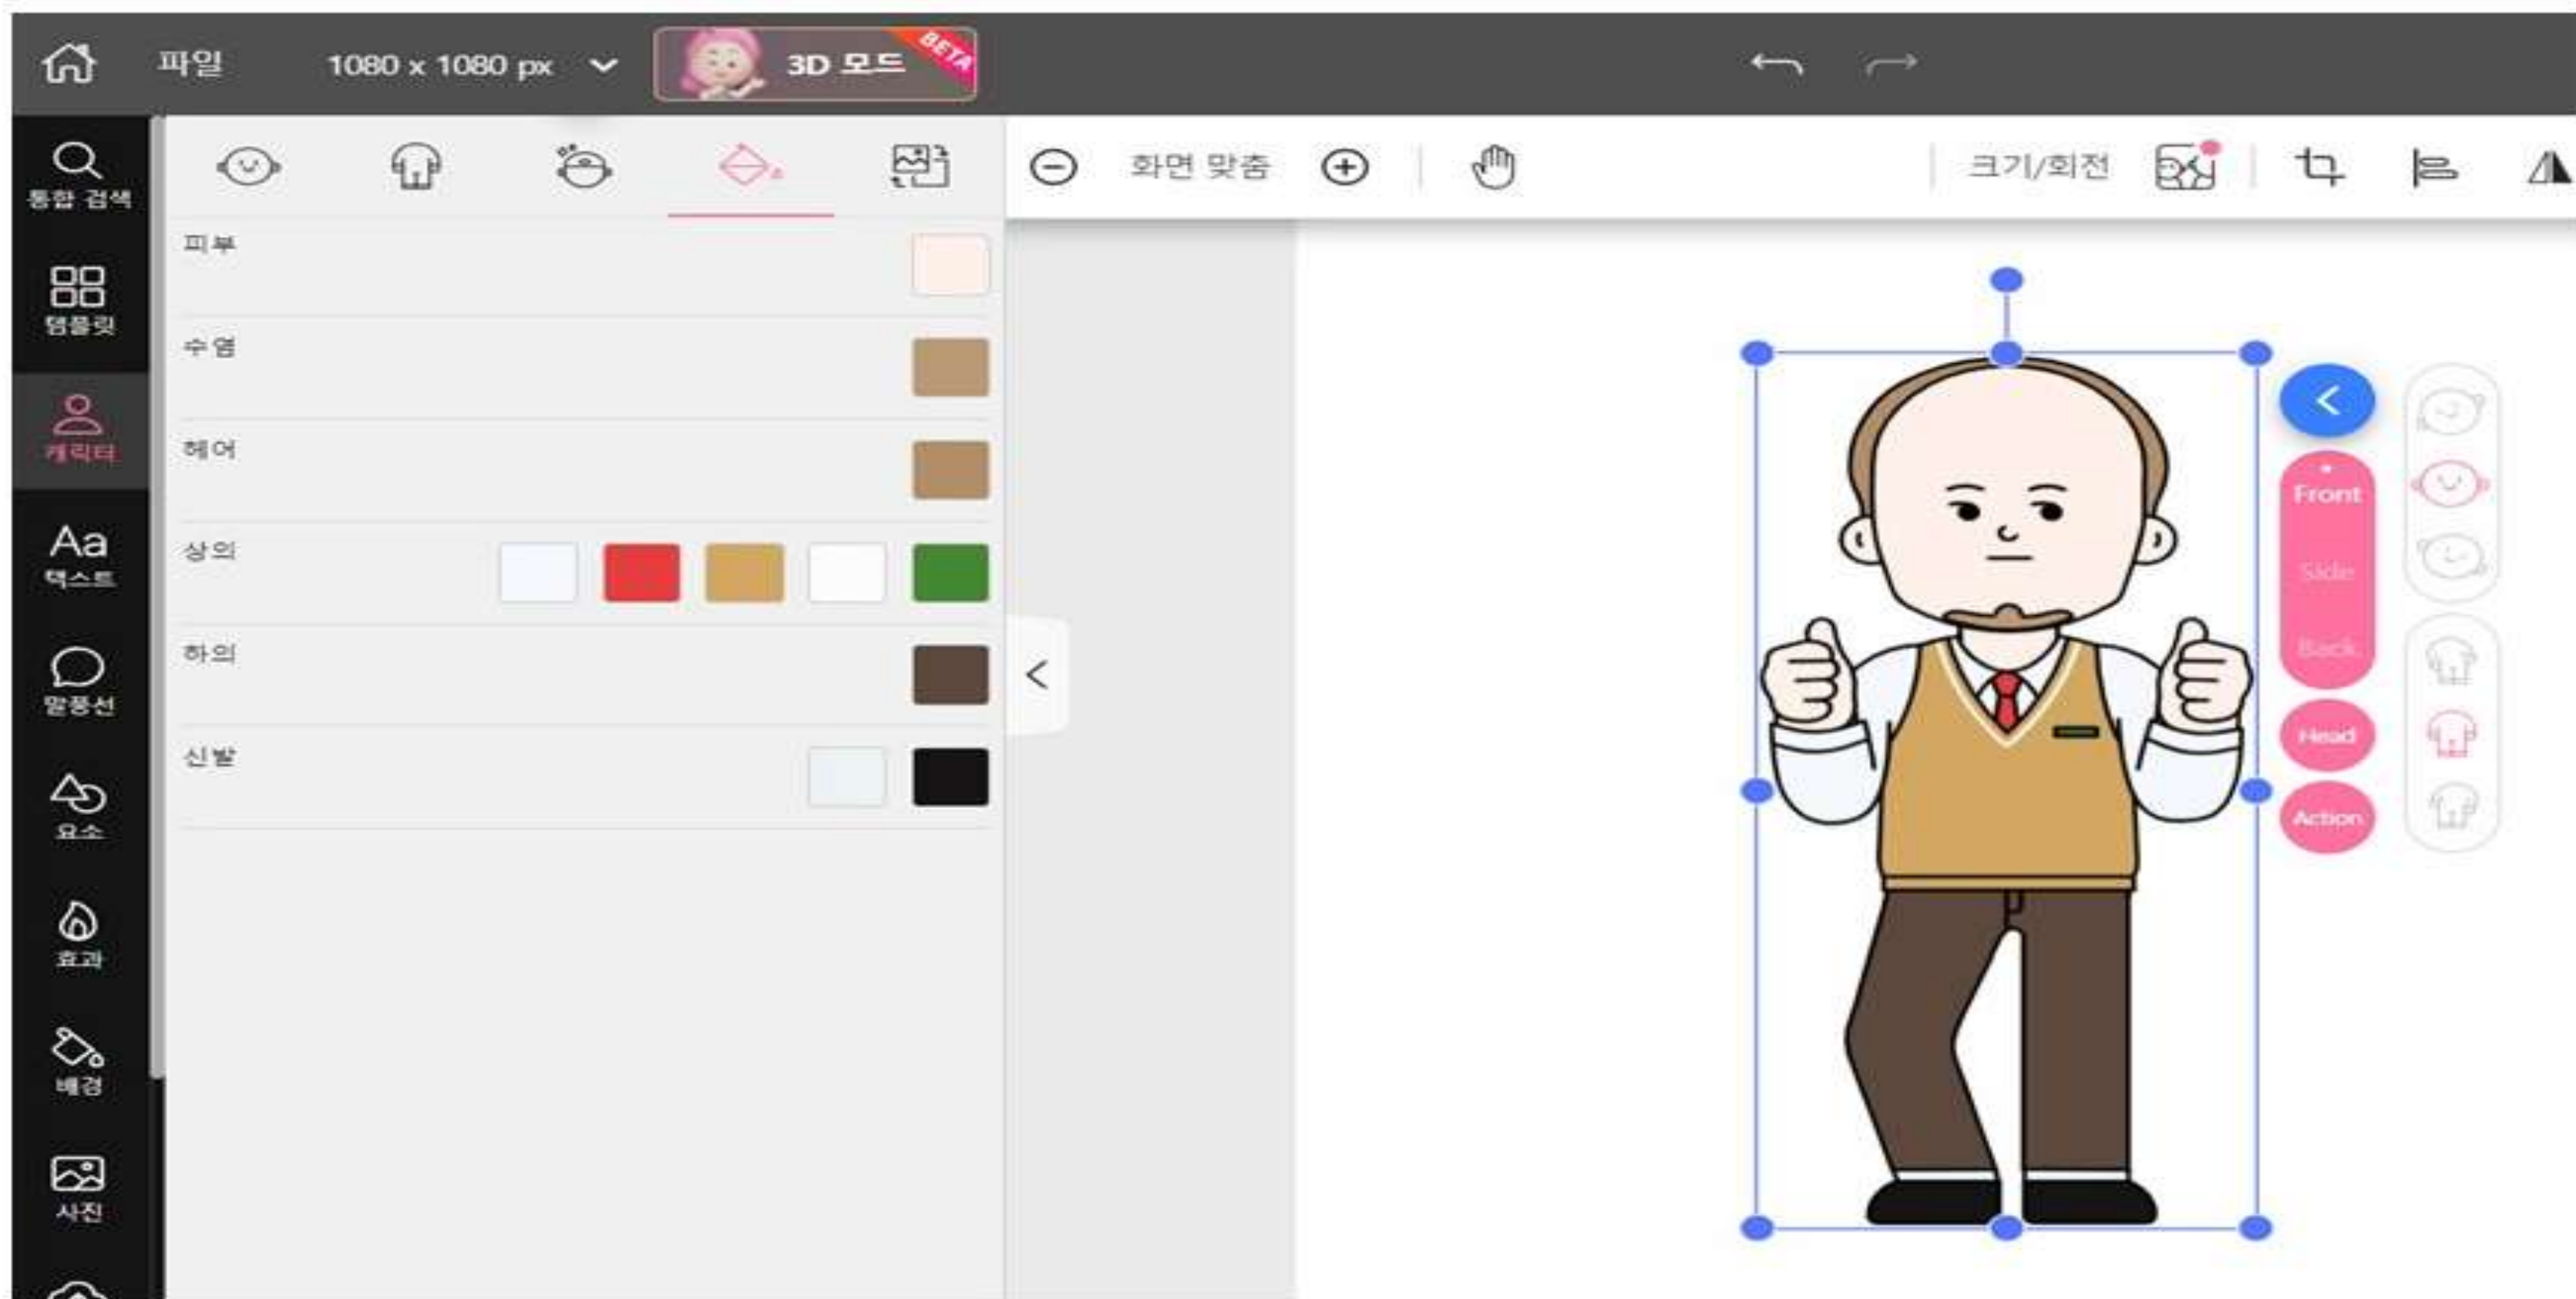 파일
1080 x 1080 px
3D 모드
BETA
통합 검색
템플릿
캐릭터
Aa
텍스트
말풍선
요소
효과
배경
사진
피부
수염
헤어
상의
하의
신발
화면 맞춤
크기/회전
Front
Side
Back
Head
Action